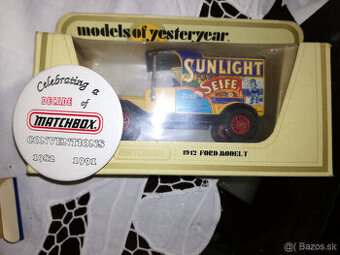 models of yesteryear
SUNLIGHT
SEIFE
1912 FORD MODEL T
Celebrating a
DECADE of
MATCHBOX
CONVENTIONS
1982 1991
© Bazos.sk